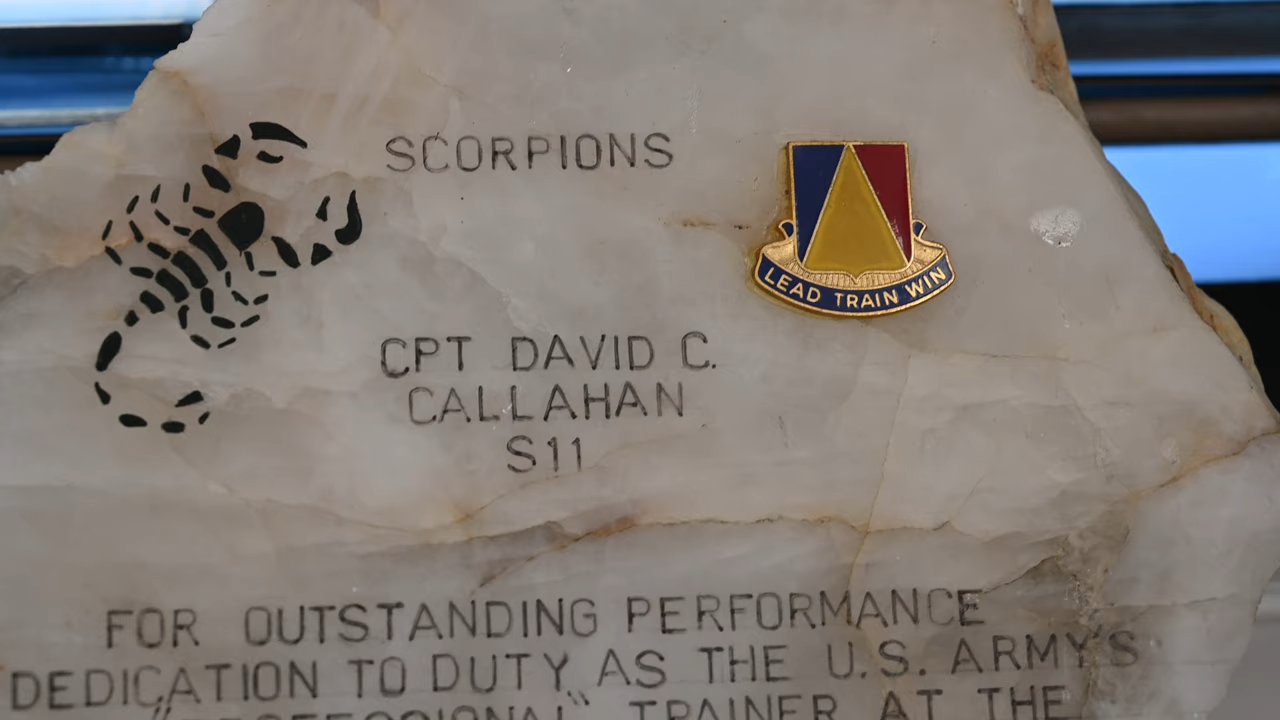 SCORPIONS
LEAD TRAIN WIN
CPT DAVID C.
CALLAHAN
S11
FOR OUTSTANDING PERFORMANCE
DEDICATION TO DUTY AS THE U.S. ARMY'S
"PROFESSIONAL" TRAINER AT THE